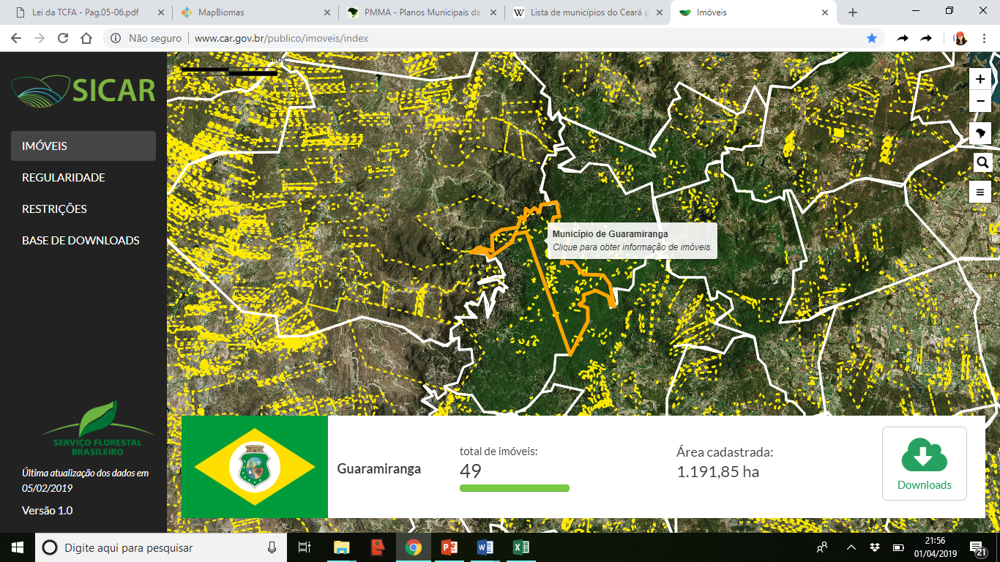 Lei da TCFA - Pag.05-06.pdf
MapBiomas
PMMA - Planos Municipais da
Lista de municípios do Ceará p
Imóveis
Não seguro
www.car.gov.br/publico/imoveis/index
SICAR
IMÓVEIS
REGULARIDADE
RESTRIÇÕES
BASE DE DOWNLOADS
Município de Guaramiranga
Clique para obter informação de imóveis.
SERVIÇO FLORESTAL
BRASILEIRO
Última atualização dos dados em
05/02/2019
Versão 1.0
Guaramiranga
total de imóveis:
49
Área cadastrada:
1.191,85 ha
Downloads
Digite aqui para pesquisar
21:56
01/04/2019
21